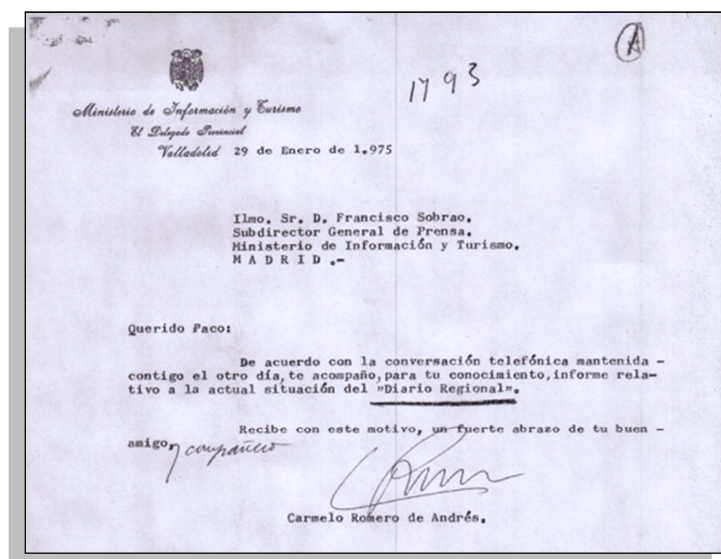 A
1793
Ministerio de Información y Turismo
El Delegado Provincial
Valladolid 29 de Enero de 1.975
Ilmo. Sr. D. Francisco Sobrao.
Subdirector General de Prensa.
Ministerio de Información y Turismo.
M A D R I D .-
Querido Paco:
De acuerdo con la conversación telefónica mantenida -
contigo el otro día, te acompaño, para tu conocimiento, informe rela-
tivo a la actual situación del "Diario Regional".
Recibe con este motivo, un fuerte abrazo de tu buen -
amigo, y compañero
Carmelo Romero de Andrés.